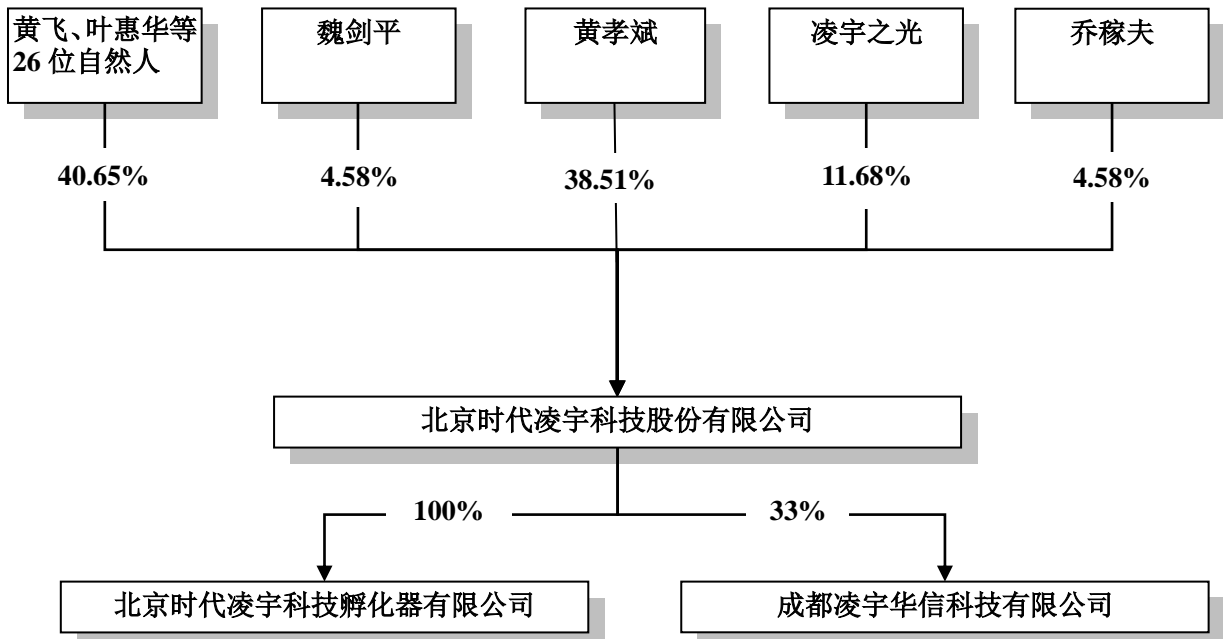 黄飞、叶惠华等
26 位自然人
魏剑平
黄孝斌
凌宇之光
乔稼夫
40.65%
4.58%
38.51%
11.68%
4.58%
北京时代凌宇科技股份有限公司
100%
33%
北京时代凌宇科技孵化器有限公司
成都凌宇华信科技有限公司